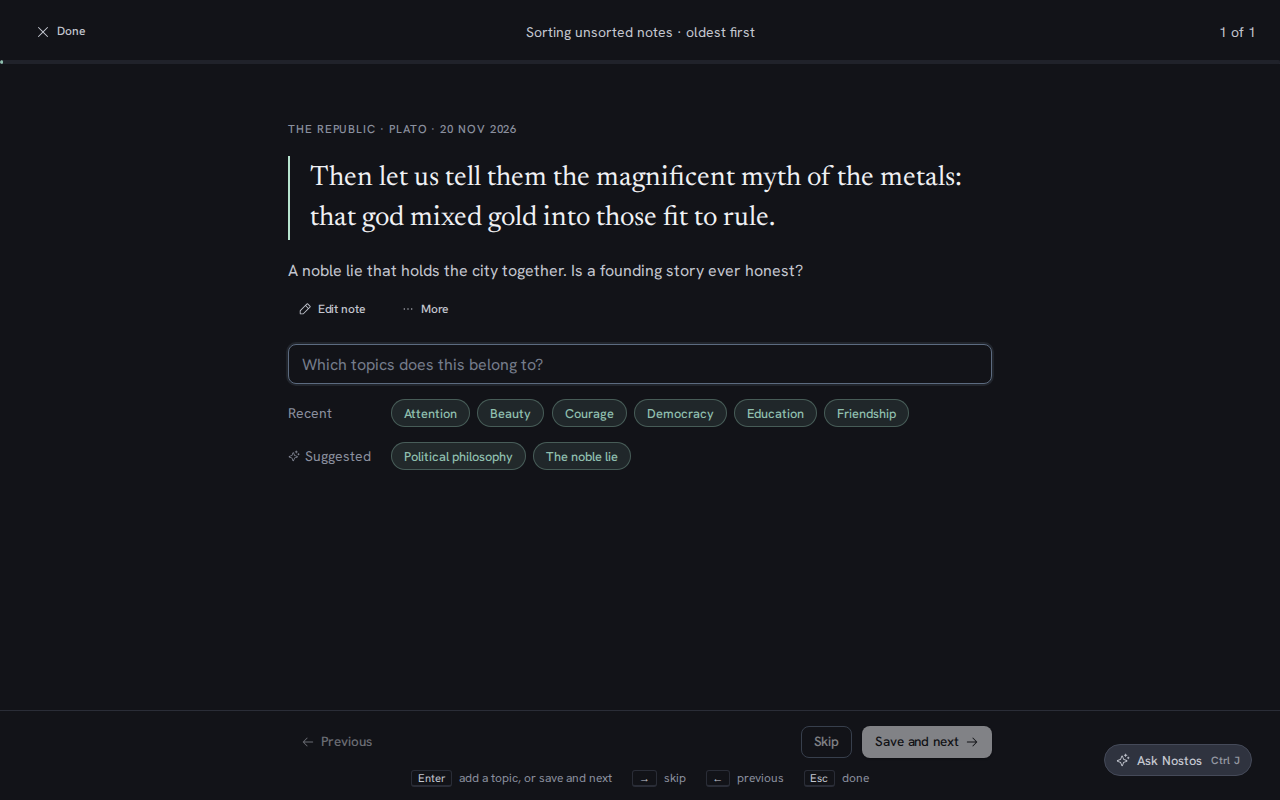 Done
Sorting unsorted notes · oldest first
1 of 1
THE REPUBLIC · PLATO · 20 NOV 2026
Then let us tell them the magnificent myth of the metals:
that god mixed gold into those fit to rule.
A noble lie that holds the city together. Is a founding story ever honest?
Edit note
··· More
Which topics does this belong to?
Recent Attention Beauty Courage Democracy Education Friendship
Suggested Political philosophy The noble lie
← Previous
Skip
Save and next →
Enter add a topic, or save and next → skip ← previous Esc done
Ask Nostos Ctrl J